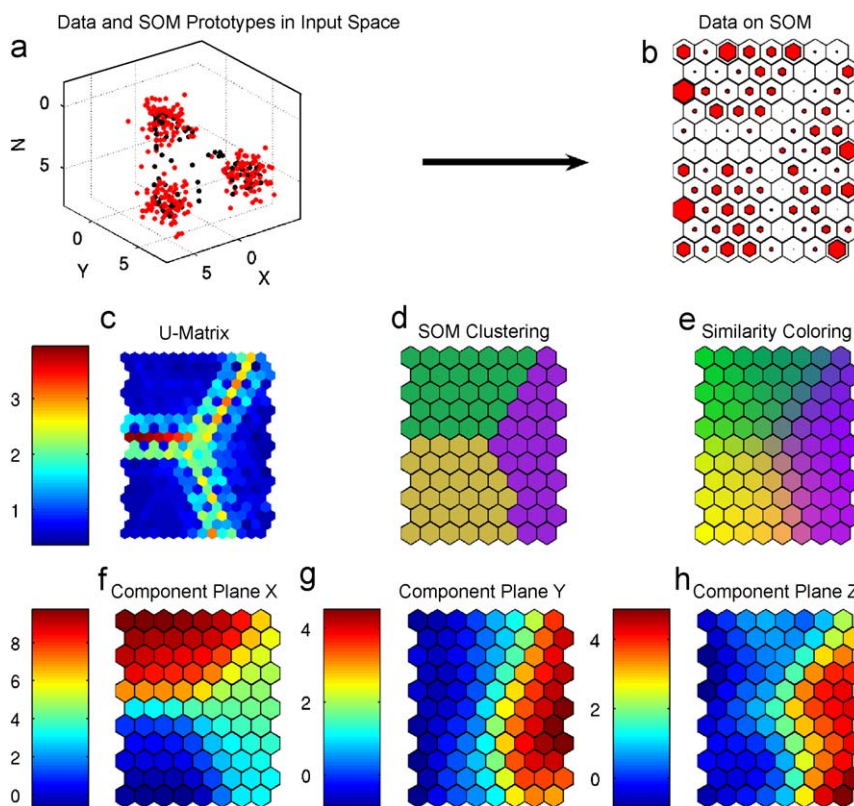 Data and SOM Prototypes in Input Space
Data on SOM
a
b
0
5
N
0
5
Y
5
0
X
c
U-Matrix
d
SOM Clustering
e
Similarity Coloring
3
2
1
f
Component Plane X
g
Component Plane Y
h
Component Plane Z
8
6
4
2
0
4
2
0
4
2
0